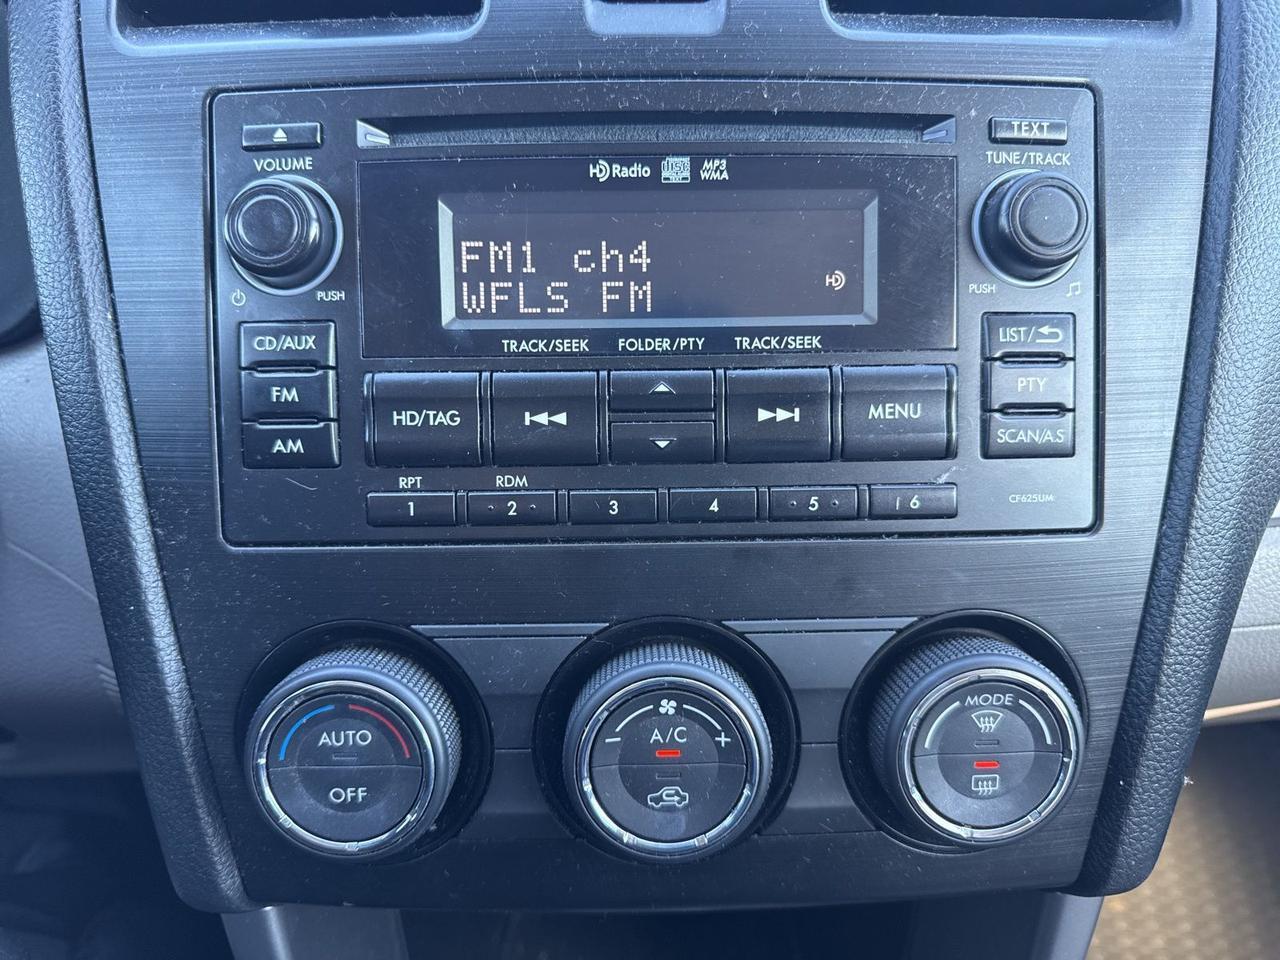 TEXT
VOLUME
TUNE/TRACK
HD Radio
disc
MP3
WMA
FM1 ch4
WFLS FM
HD
PUSH
PUSH
TRACK/SEEK
FOLDER/PTY
TRACK/SEEK
CD/AUX
FM
AM
HD/TAG
MENU
LIST/
PTY
SCAN/A.S
RPT
RDM
1
2
3
4
5
6
CF625UM
AUTO
OFF
A/C
- +
MODE